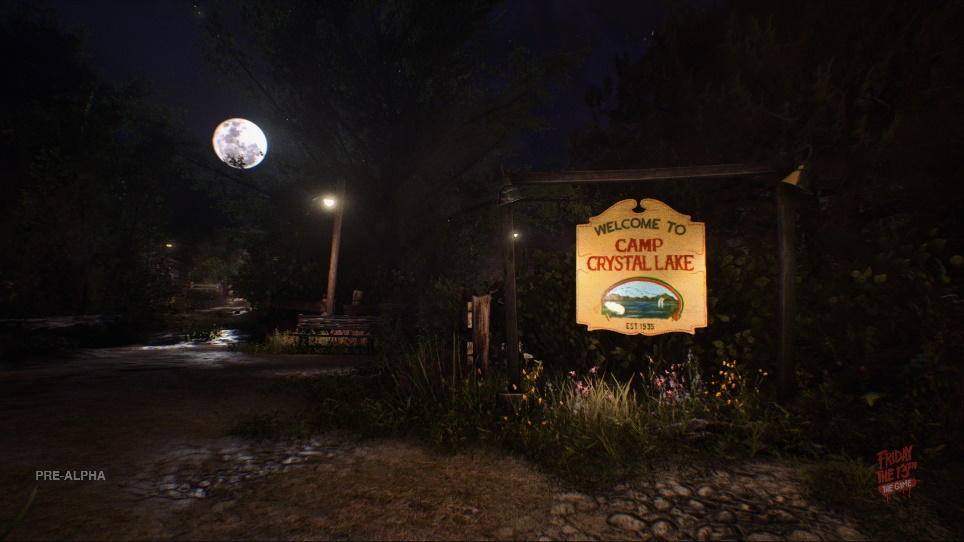 WELCOME TO
CAMP
CRYSTAL LAKE
EST 1935
PRE-ALPHA
FRIDAY
THE 13TH
THE GAME